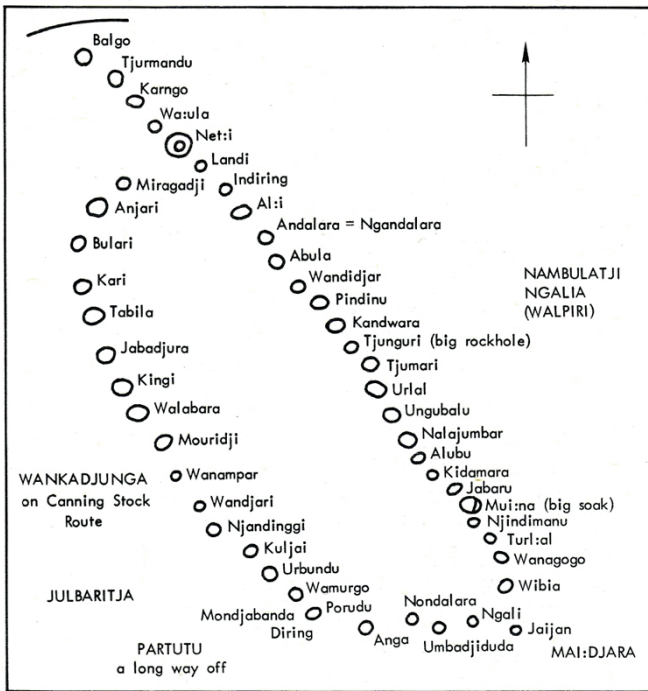 Balgo
Tjurmandu
Karngo
Wa:ula
Net:i
Landi
Miragadji
Indiring
Anjari
Al:i
Andalara = Ngandalara
Bulari
Abula
Kari
Wandidjar
NAMBULATJI
NGALIA
(WALPIRI)
Tabila
Pindinu
Kandwara
Tjunguri (big rockhole)
Jabadjura
Tjumari
Kingi
Urlal
Walabara
Ungubalu
Mouridji
Nalajumbar
Alubu
WANKADJUNGA
on Canning Stock
Route
Wanampar
Kidamara
Jabaru
Wandjari
Mui:na (big soak)
Njandinggi
Njindimanu
Turl:al
Kuljai
Wanagogo
Urbundu
JULBARITJA
Wamurgo
Wibia
Mondjabanda
Diring
Porudu
Nondalara
Ngali
Anga
Umbadjiduda
Jaijan
PARTUTU
a long way off
MAI:DJARA